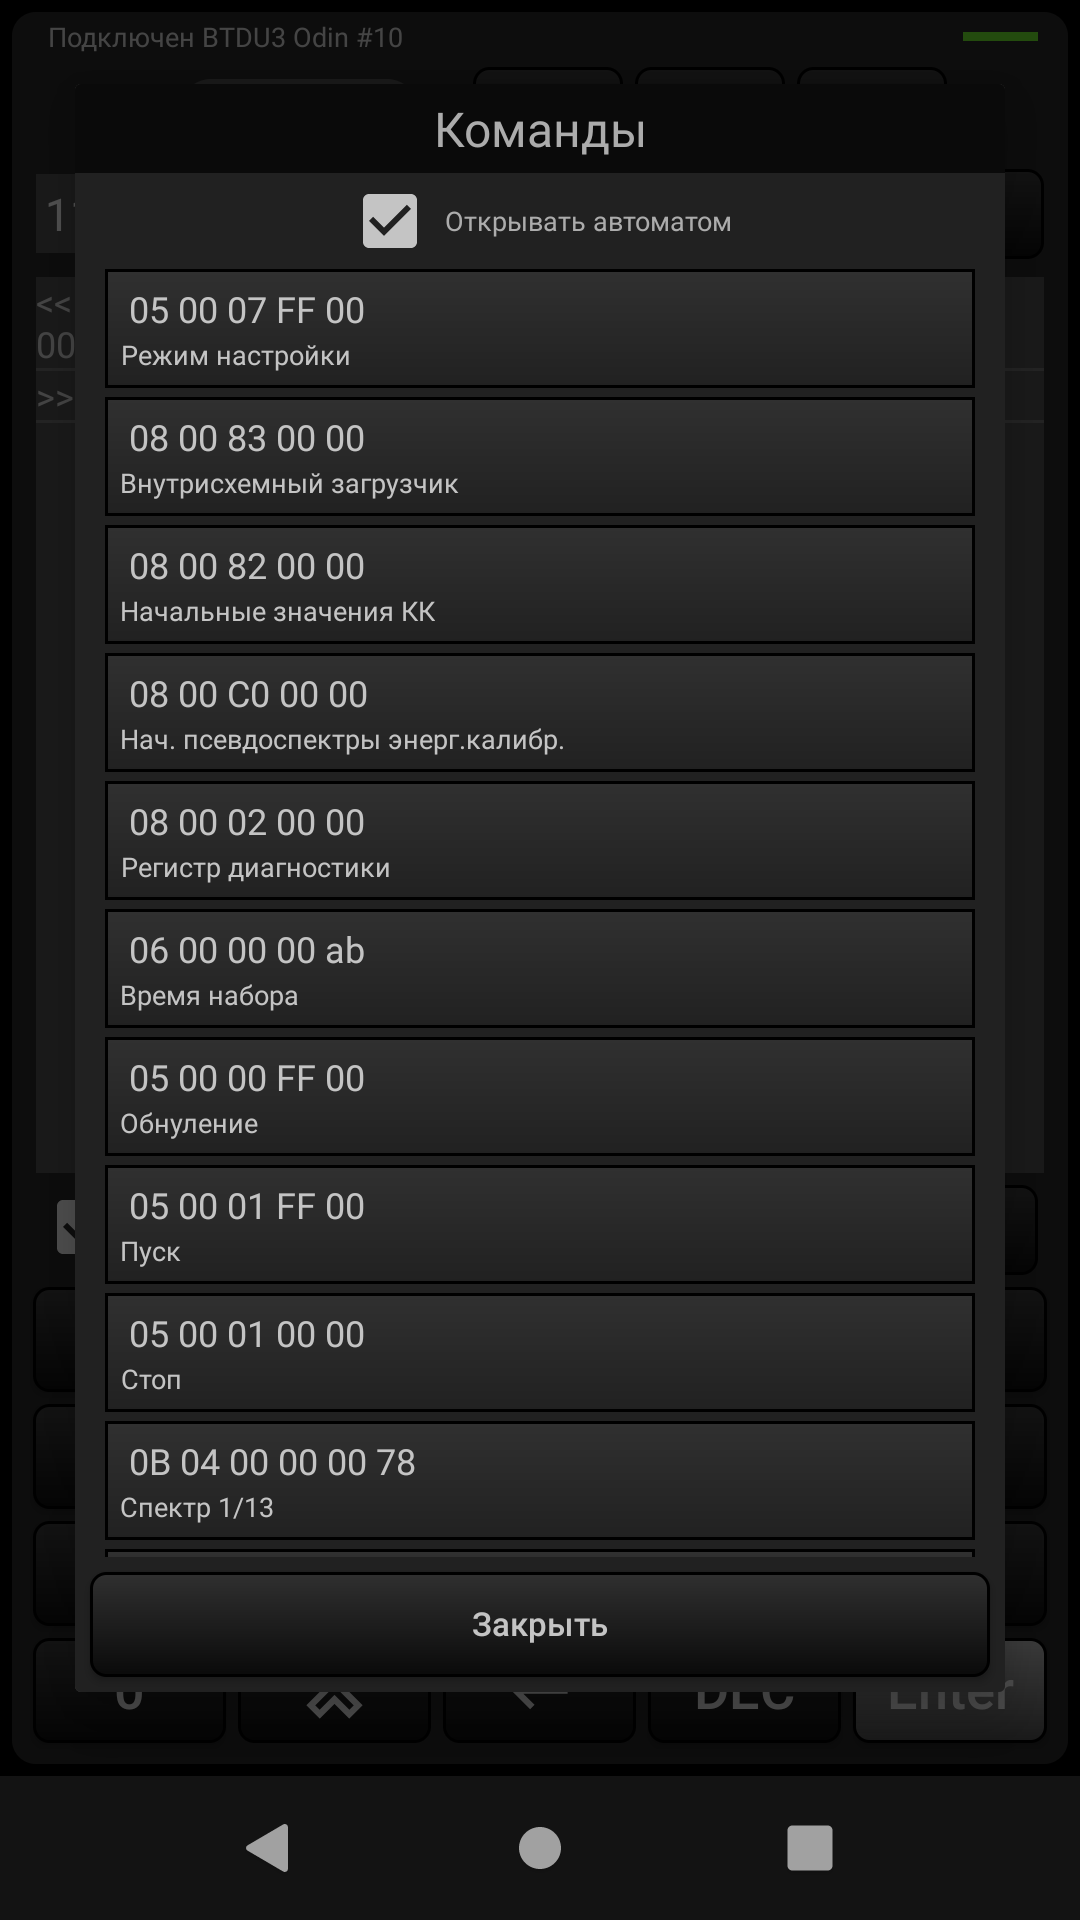 Подключен BTDU3 Odin #10
Команды
Открывать автоматом
<<
00
>>
05 00 07 FF 00
Режим настройки
08 00 83 00 00
Внутрисхемный загрузчик
08 00 82 00 00
Начальные значения КК
08 00 C0 00 00
Нач. псевдоспектры энерг.калибр.
08 00 02 00 00
Регистр диагностики
06 00 00 00 ab
Время набора
05 00 00 FF 00
Обнуление
05 00 01 FF 00
Пуск
05 00 01 00 00
Стоп
0B 04 00 00 00 78
Спектр 1/13
Закрыть
0 DEC Enter